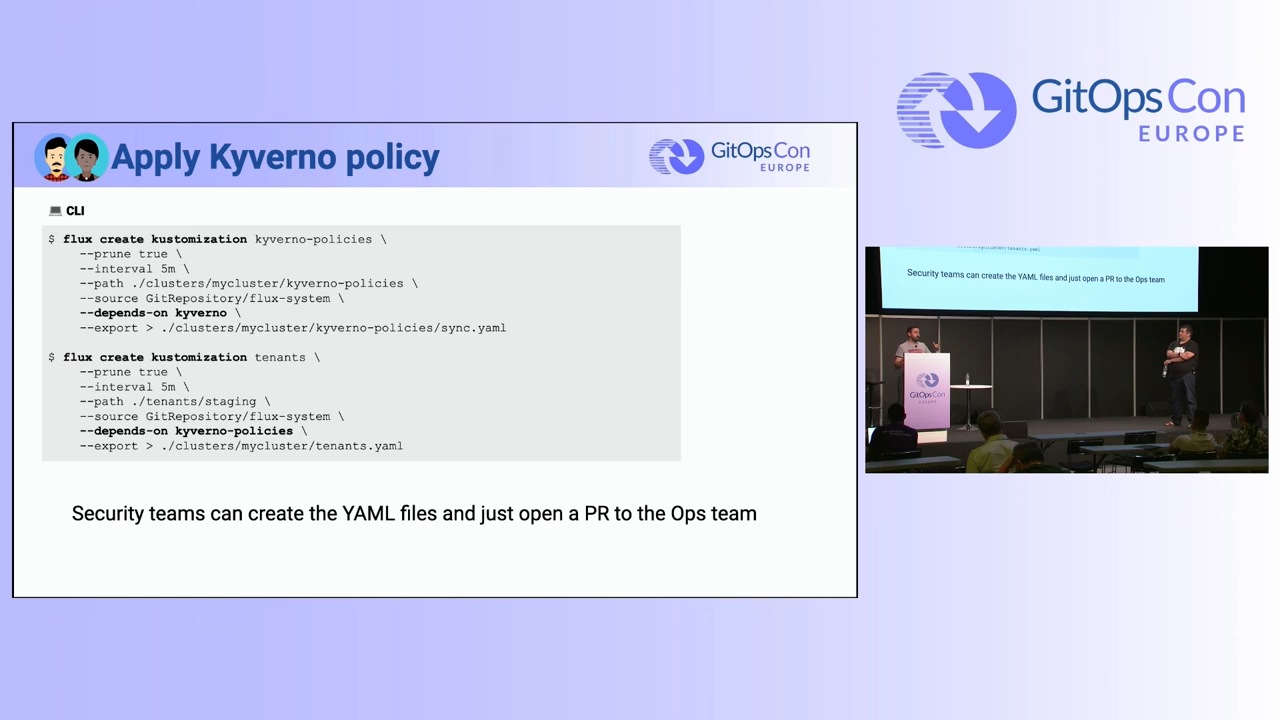 GitOpsCon
EUROPE
Apply Kyverno policy
GitOpsCon
EUROPE
💻 CLI
$ flux create kustomization kyverno-policies \
--prune true \
--interval 5m \
--path ./clusters/mycluster/kyverno-policies \
--source GitRepository/flux-system \
--depends-on kyverno \
--export > ./clusters/mycluster/kyverno-policies/sync.yaml
$ flux create kustomization tenants \
--prune true \
--interval 5m \
--path ./tenants/staging \
--source GitRepository/flux-system \
--depends-on kyverno-policies \
--export > ./clusters/mycluster/tenants.yaml
Security teams can create the YAML files and just open a PR to the Ops team
Security teams can create the YAML files and just open a PR to the Ops team
GitOpsCon
EUROPE